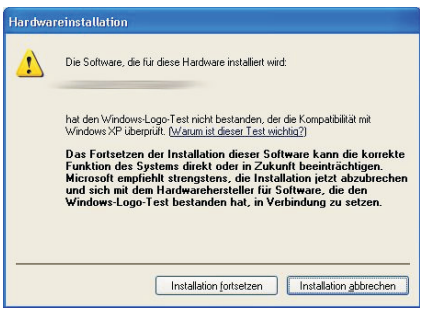 Hardwareinstallation
Die Software, die für diese Hardware installiert wird:
hat den Windows-Logo-Test nicht bestanden, der die Kompatibilität mit
Windows XP überprüft. (Warum ist dieser Test wichtig?)
Das Fortsetzen der Installation dieser Software kann die korrekte
Funktion des Systems direkt oder in Zukunft beeinträchtigen.
Microsoft empfiehlt strengstens, die Installation jetzt abzubrechen
und sich mit dem Hardwarehersteller für Software, die den
Windows-Logo-Test bestanden hat, in Verbindung zu setzen.
Installation fortsetzen Installation abbrechen